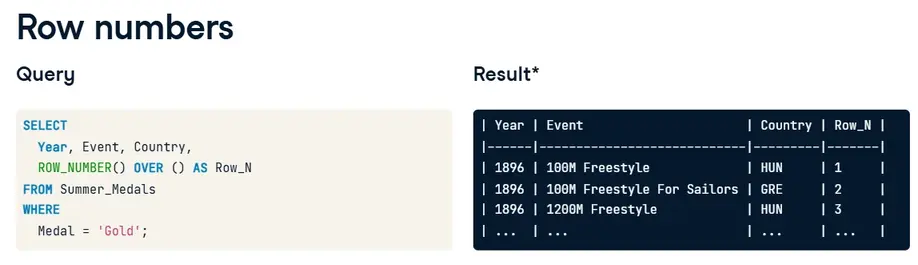 Row numbers
Query
SELECT
Year, Event, Country,
ROW_NUMBER() OVER () AS Row_N
FROM Summer_Medals
WHERE
Medal = 'Gold';
Result*
| Year | Event | Country | Row_N |
|------|----------------------------|---------|-------|
| 1896 | 100M Freestyle | HUN | 1 |
| 1896 | 100M Freestyle For Sailors | GRE | 2 |
| 1896 | 1200M Freestyle | HUN | 3 |
| ... | ... | ... | ... |